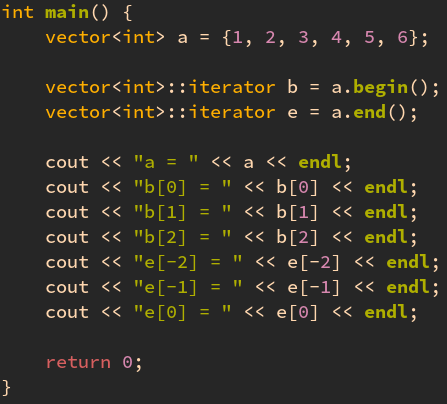 int main() {
    vector<int> a = {1, 2, 3, 4, 5, 6};

    vector<int>::iterator b = a.begin();
    vector<int>::iterator e = a.end();

    cout << "a = " << a << endl;
    cout << "b[0] = " << b[0] << endl;
    cout << "b[1] = " << b[1] << endl;
    cout << "b[2] = " << b[2] << endl;
    cout << "e[-2] = " << e[-2] << endl;
    cout << "e[-1] = " << e[-1] << endl;
    cout << "e[0] = " << e[0] << endl;

    return 0;
}